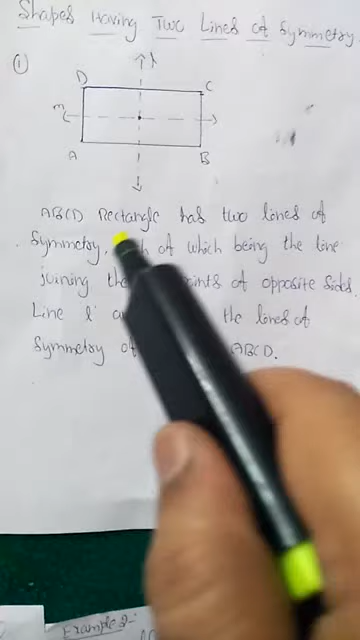 Shapes Having Two Lines of Symmetry.
①
l
D C
m
A B
ABCD Rectangle has two lines of
Symmetry, of which being the line
joining the of opposite sides.
Line l the lines of
Symmetry of ABCD.
Example 2-